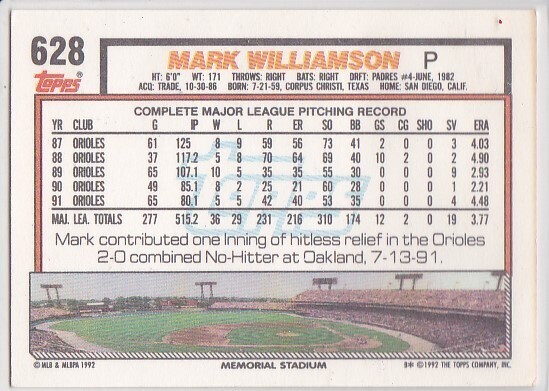 628
Topps®
MARK WILLIAMSON P
HT: 6'0" WT: 171 THROWS: RIGHT BATS: RIGHT DRFT: PADRES #4-JUNE, 1982
ACQ: TRADE, 10-30-86 BORN: 7-21-59, CORPUS CHRISTI, TEXAS HOME: SAN DIEGO, CALIF.
COMPLETE MAJOR LEAGUE PITCHING RECORD
YR CLUB G IP W L R ER SO BB GS CG SHO SV ERA
87 ORIOLES 61 125 8 9 59 56 73 41 2 0 0 3 4.03
88 ORIOLES 37 117.2 5 8 70 64 69 40 10 2 0 2 4.90
89 ORIOLES 65 107.1 10 5 35 35 55 30 0 0 0 9 2.93
90 ORIOLES 49 85.1 8 2 25 21 60 28 0 0 0 1 2.21
91 ORIOLES 65 80.1 5 5 42 40 53 35 0 0 0 4 4.48
MAJ. LEA. TOTALS 277 515.2 36 29 231 216 310 174 12 2 0 19 3.77
Mark contributed one Inning of hitless relief in the Orioles
2-0 combined No-Hitter at Oakland, 7-13-91.
© MLB & MLBPA 1992 MEMORIAL STADIUM B* © 1992 THE TOPPS COMPANY, INC.